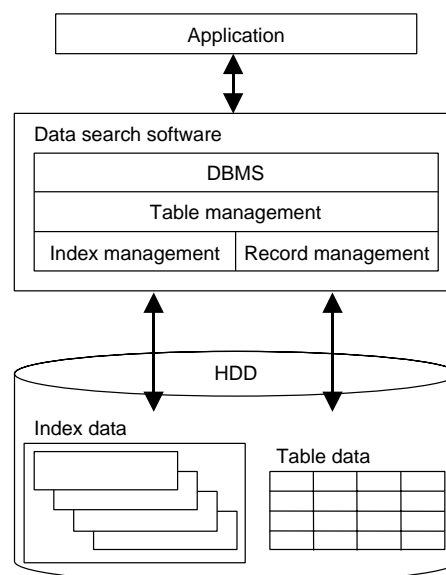 Application
Data search software
DBMS
Table management
Index management
Record management
HDD
Index data
Table data